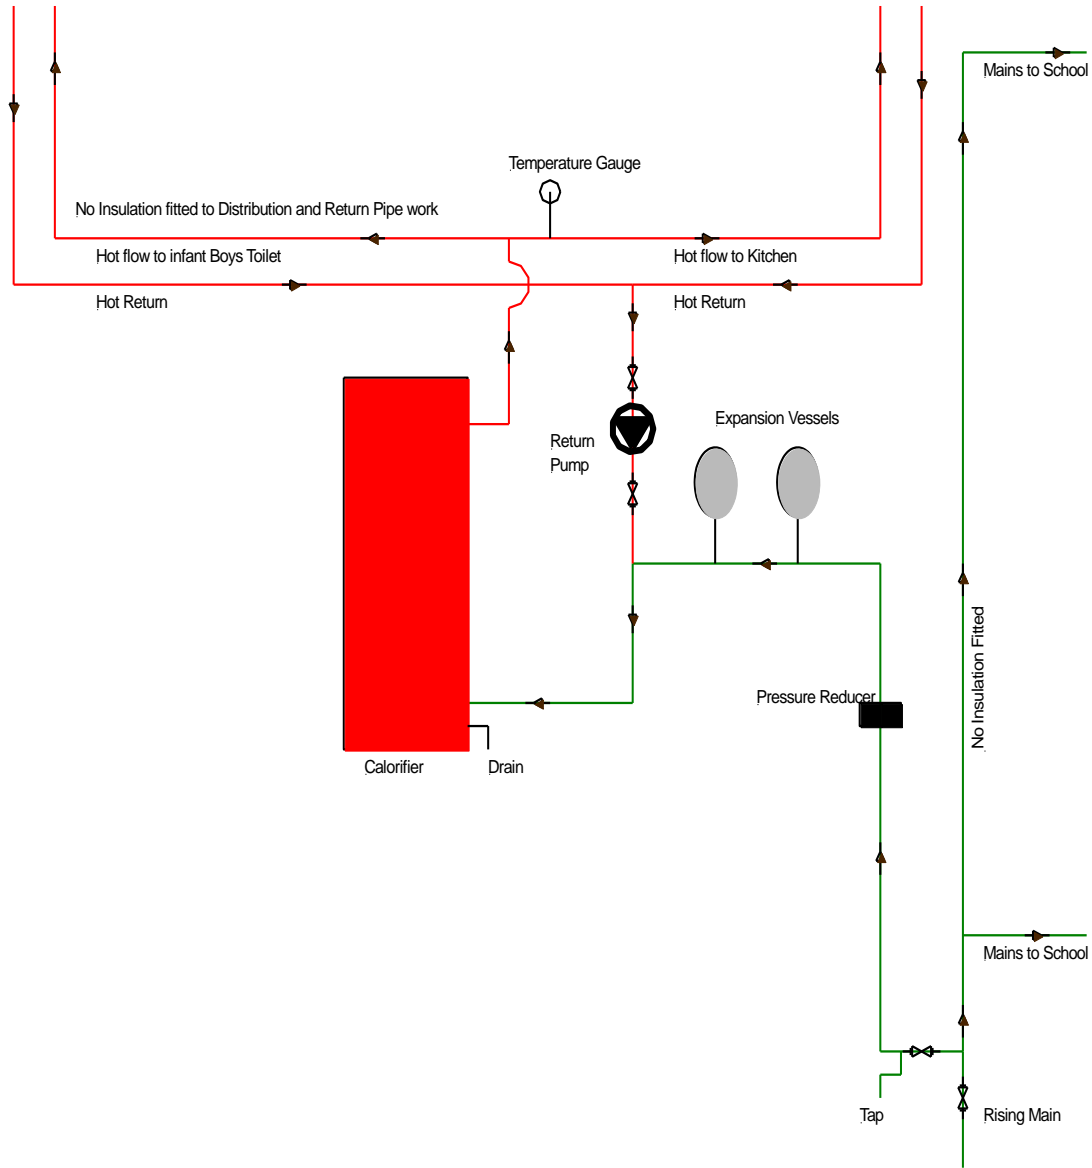 Mains to School
Temperature Gauge
No Insulation fitted to Distribution and Return Pipe work
Hot flow to infant Boys Toilet
Hot flow to Kitchen
Hot Return
Hot Return
Expansion Vessels
Return
Pump
No Insulation Fitted
Pressure Reducer
Calorifier
Drain
Mains to School
Tap
Rising Main